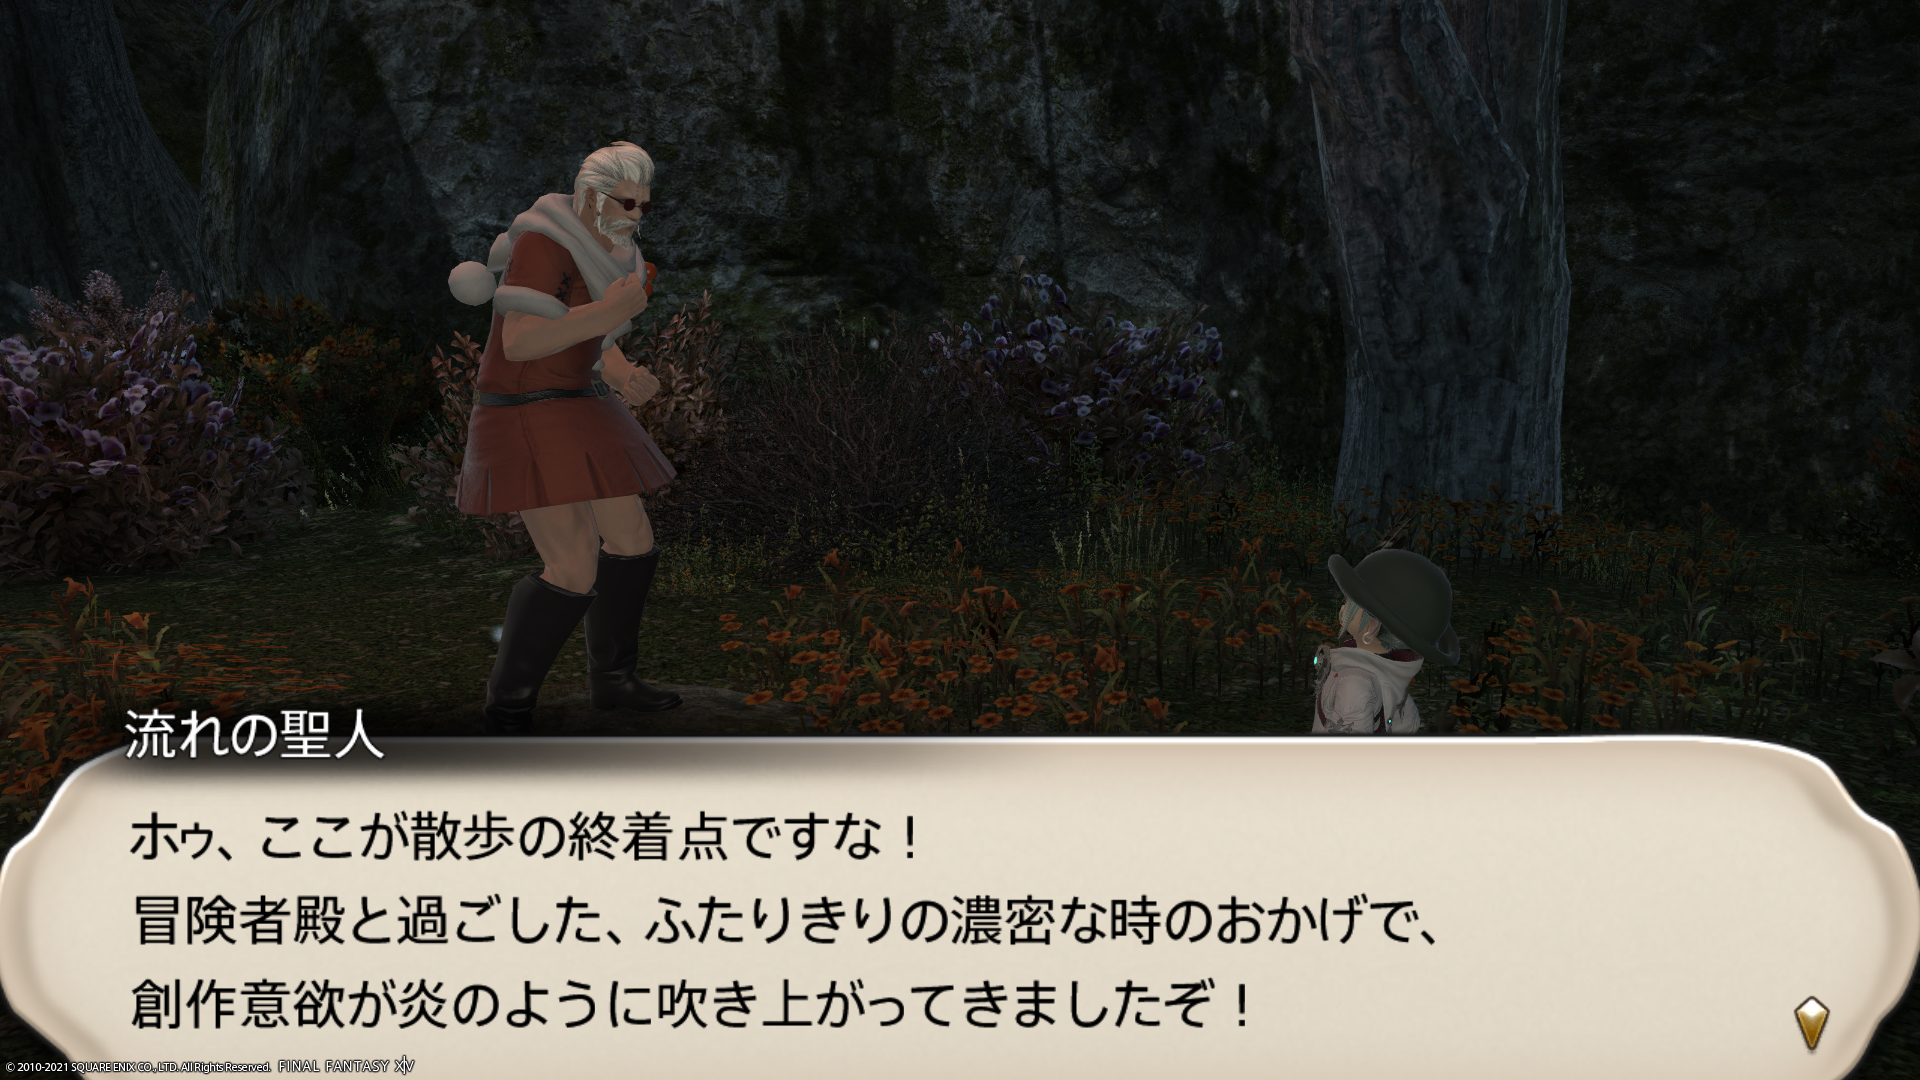 流れの聖人
ホゥ、ここが散歩の終着点ですな！
冒険者殿と過ごした、ふたりきりの濃密な時のおかげで、
創作意欲が炎のように吹き上がってきましたぞ！
© 2010-2021 SQUARE ENIX CO., LTD. All Rights Reserved. FINAL FANTASY XIV